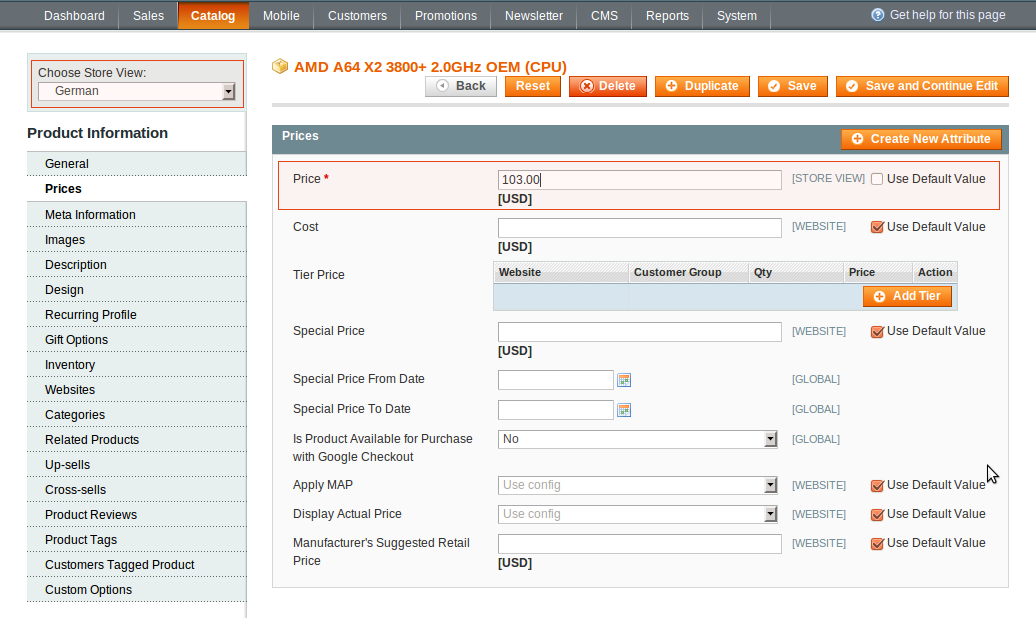 Dashboard Sales Catalog Mobile Customers Promotions Newsletter CMS Reports System Get help for this page
Choose Store View:
German
Product Information
General
Prices
Meta Information
Images
Description
Design
Recurring Profile
Gift Options
Inventory
Websites
Categories
Related Products
Up-sells
Cross-sells
Product Reviews
Product Tags
Customers Tagged Product
Custom Options
AMD A64 X2 3800+ 2.0GHz OEM (CPU)
Back Reset Delete Duplicate Save Save and Continue Edit
Prices Create New Attribute
Price * 103.00 [STORE VIEW] Use Default Value
[USD]
Cost [WEBSITE] Use Default Value
[USD]
Tier Price Website Customer Group Qty Price Action
Add Tier
Special Price [WEBSITE] Use Default Value
[USD]
Special Price From Date [GLOBAL]
Special Price To Date [GLOBAL]
Is Product Available for Purchase No [GLOBAL]
with Google Checkout
Apply MAP Use config [WEBSITE] Use Default Value
Display Actual Price Use config [WEBSITE] Use Default Value
Manufacturer's Suggested Retail [WEBSITE] Use Default Value
Price [USD]